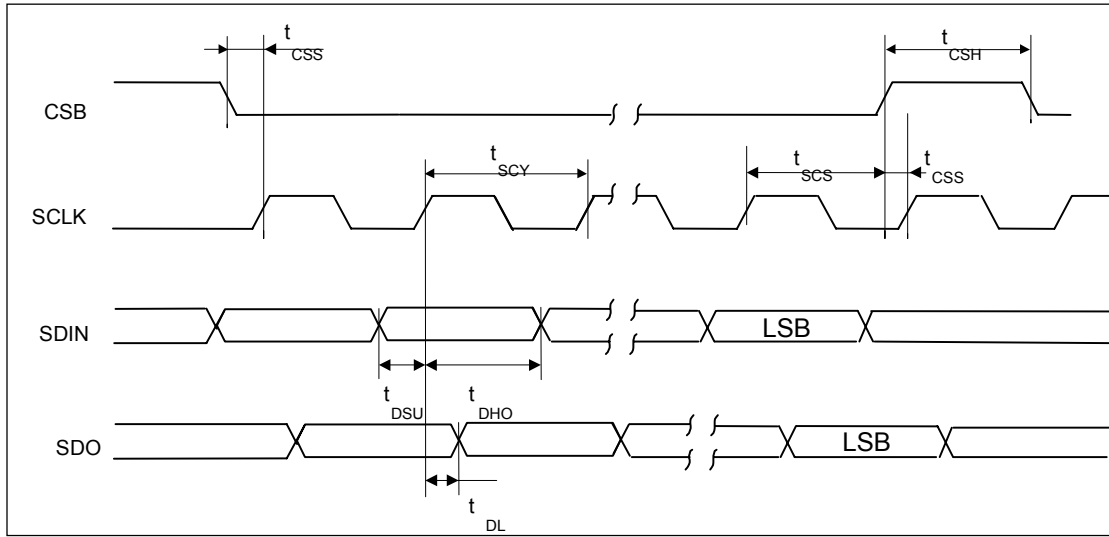 t CSS
t CSH
CSB
t SCY
t SCS
t CSS
SCLK
SDIN
LSB
t DSU
t DHO
SDO
LSB
t DL